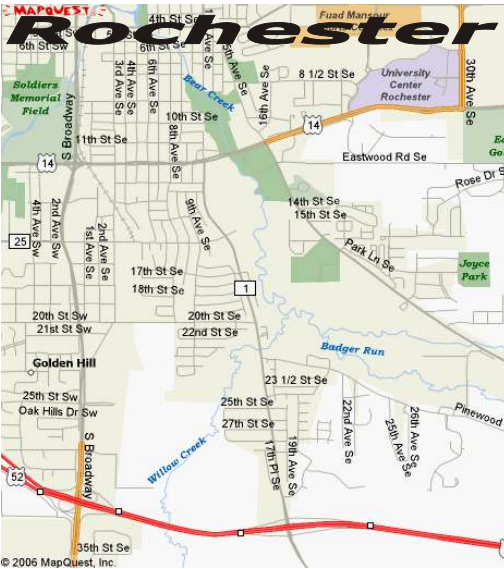 MAPQUEST
Rochester
4th St Se
6th St Sw
6th St Se
Fuad Mansour
5th Ave Se
3rd Ave Se
4th Ave Se
6th Ave Se
Bear Creek
16th Ave Se
8 1/2 St Se
University
Center
Rochester
30th Ave Se
Soldiers
Memorial
Field
S Broadway
10th St Se
8th Ave Se
11th St Se
14
14
Eastwood Rd Se
Rose Dr S
4th Ave Sw
2nd Ave Sw
1st Ave Se
2nd Ave Se
9th Ave Se
14th St Se
15th St Se
Park Ln Se
25
Joyce
Park
17th St Se
18th St Se
1
20th St Sw
21st St Sw
20th St Se
22nd St Se
Badger Run
Golden Hill
23 1/2 St Se
25th St Sw
Oak Hills Dr Sw
25th St Se
27th St Se
Pinewood
22nd Ave Se
25th Ave Se
26th Ave Se
S Broadway
Willow Creek
17th Pl Se
19th Ave Se
52
35th St Se
© 2006 MapQuest, Inc.